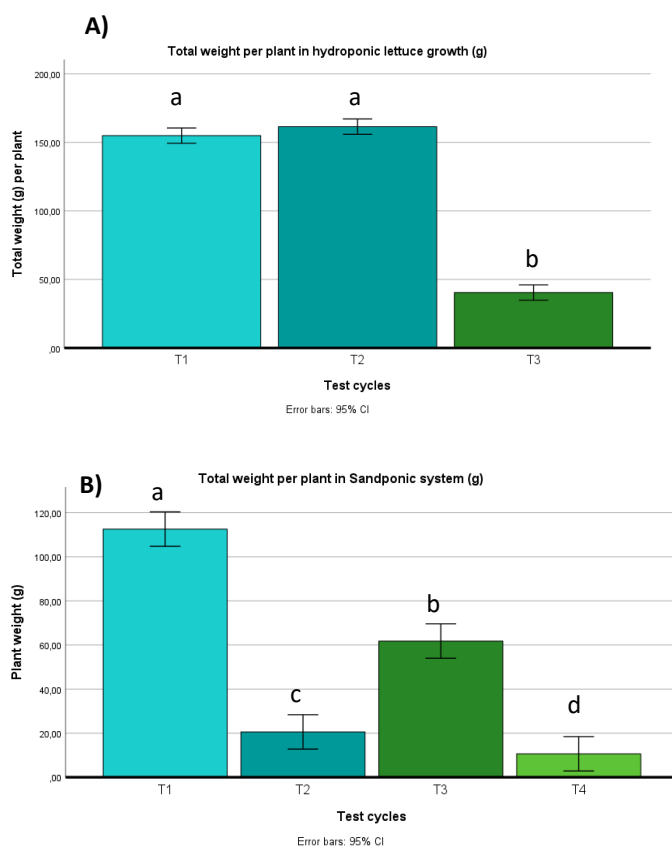 A)
Total weight per plant in hydroponic lettuce growth (g)
Total weight (g) per plant
200,00
150,00
100,00
50,00
,00
a
a
b
T1 T2 T3
Test cycles
Error bars: 95% CI
B)
Total weight per plant in Sandponic system (g)
Plant weight (g)
120,00
100,00
80,00
60,00
40,00
20,00
,00
a
c
b
d
T1 T2 T3 T4
Test cycles
Error bars: 95% CI